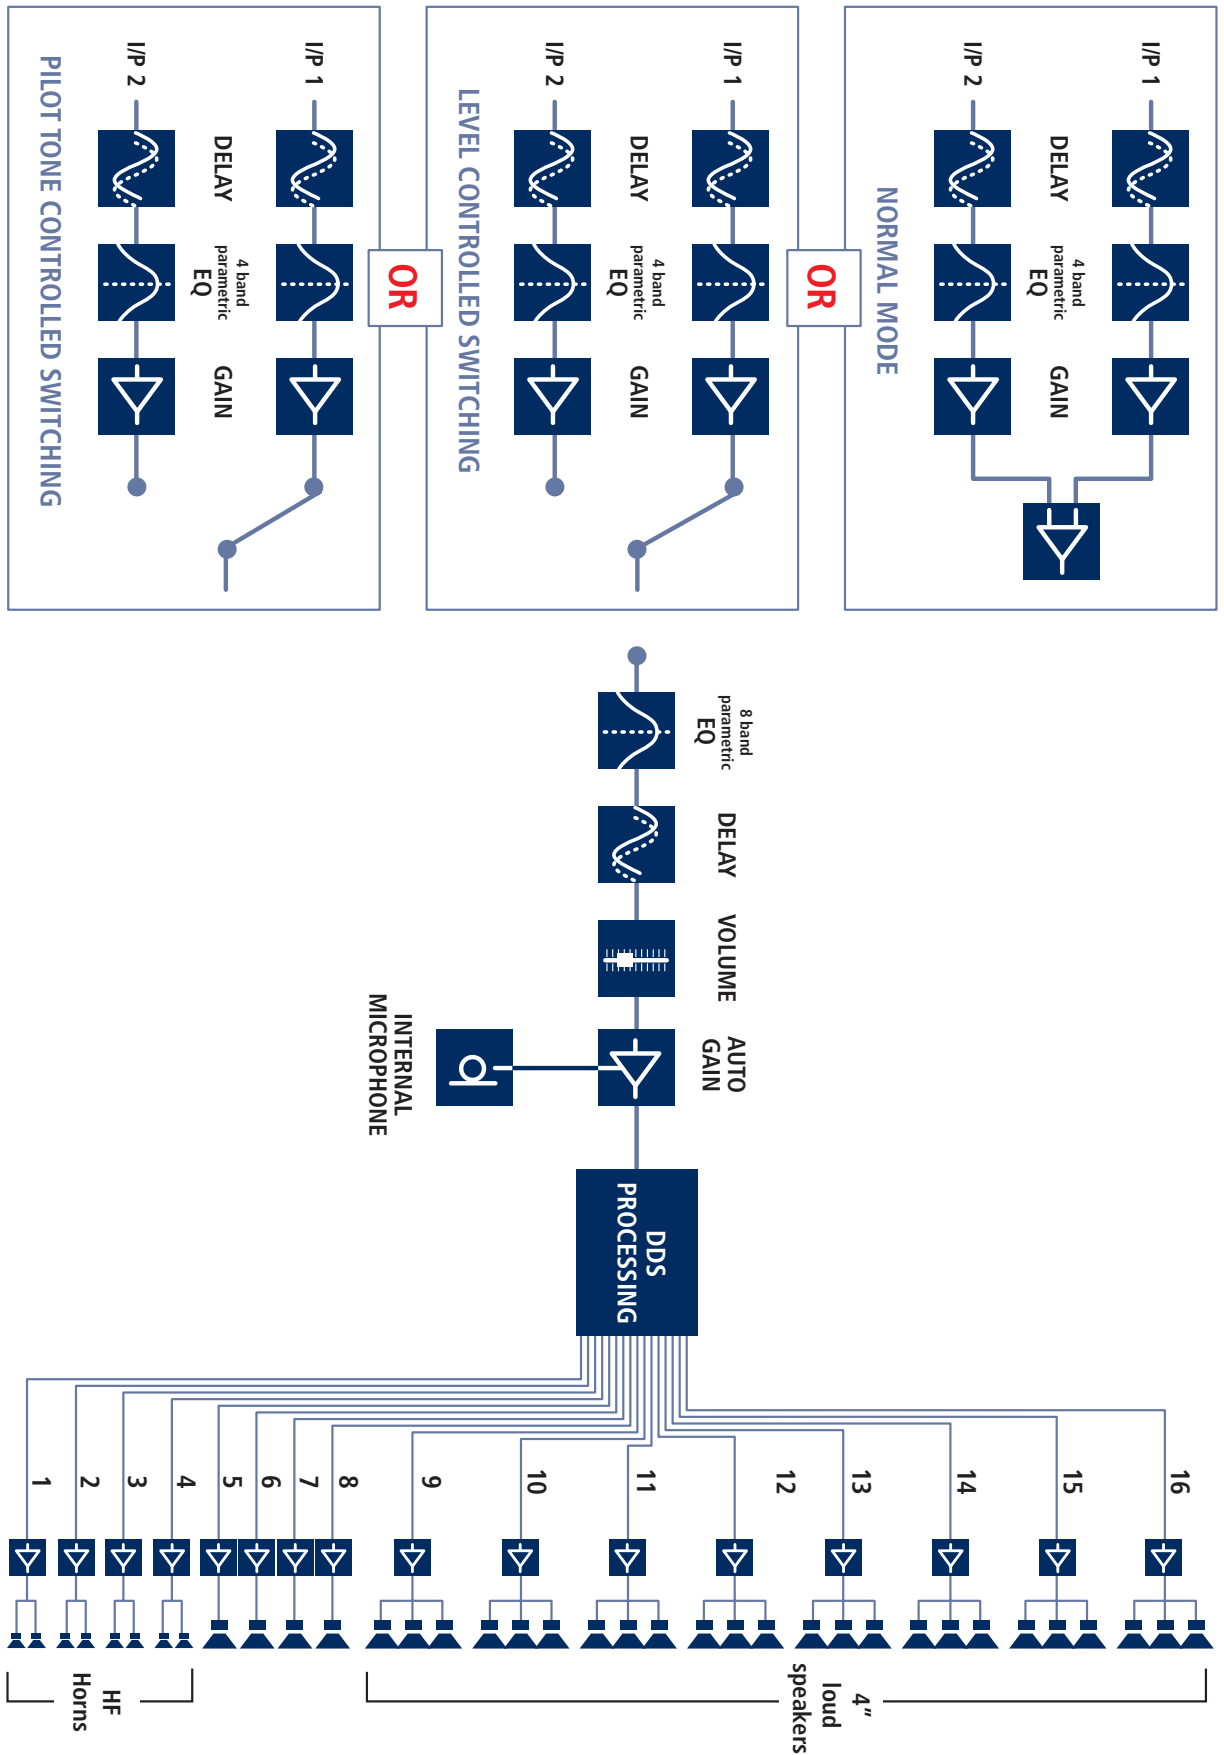 I/P 1
DELAY
4 band
parametric
EQ
GAIN
I/P 2
NORMAL MODE
OR
I/P 1
DELAY
4 band
parametric
EQ
GAIN
I/P 2
LEVEL CONTROLLED SWITCHING
OR
I/P 1
DELAY
4 band
parametric
EQ
GAIN
I/P 2
PILOT TONE CONTROLLED SWITCHING
8 band
parametric
EQ
DELAY
VOLUME
AUTO
GAIN
INTERNAL
MICROPHONE
DDS
PROCESSING
16
15
14
13
12
11
10
9
8
7
6
5
4
3
2
1
4”
loud
speakers
HF
Horns